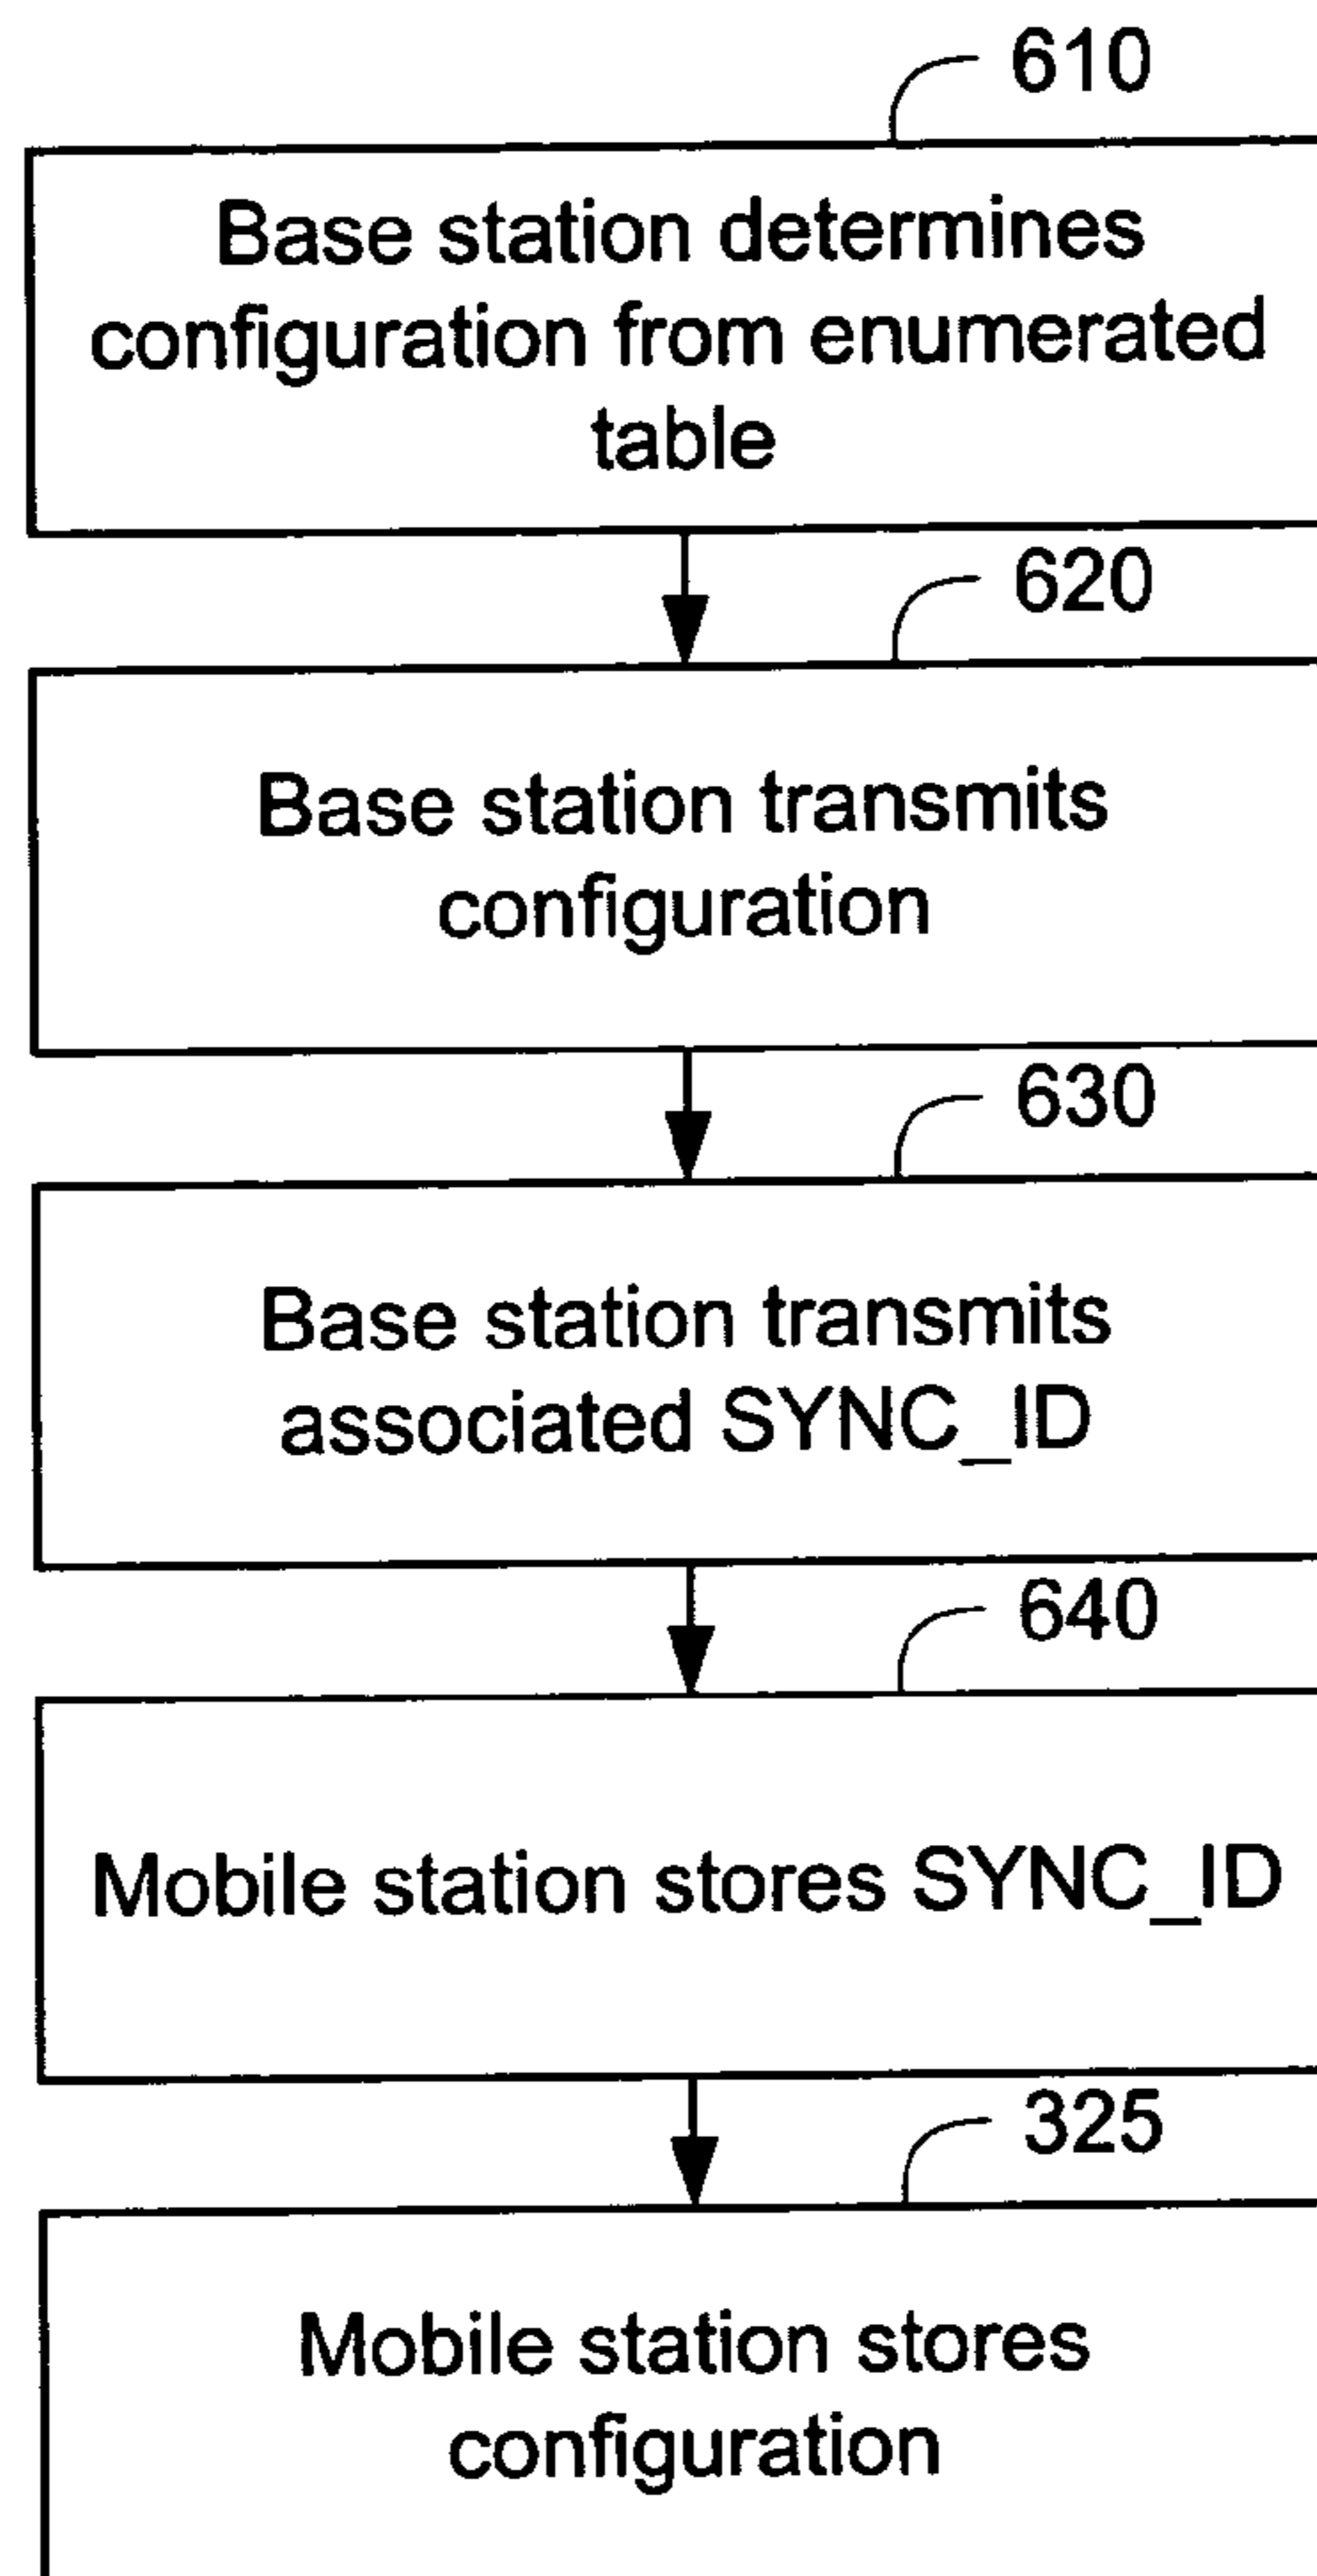 610
Base station determines
configuration from enumerated
table
620
Base station transmits
configuration
630
Base station transmits
associated SYNC_ID
640
Mobile station stores SYNC_ID
325
Mobile station stores
configuration